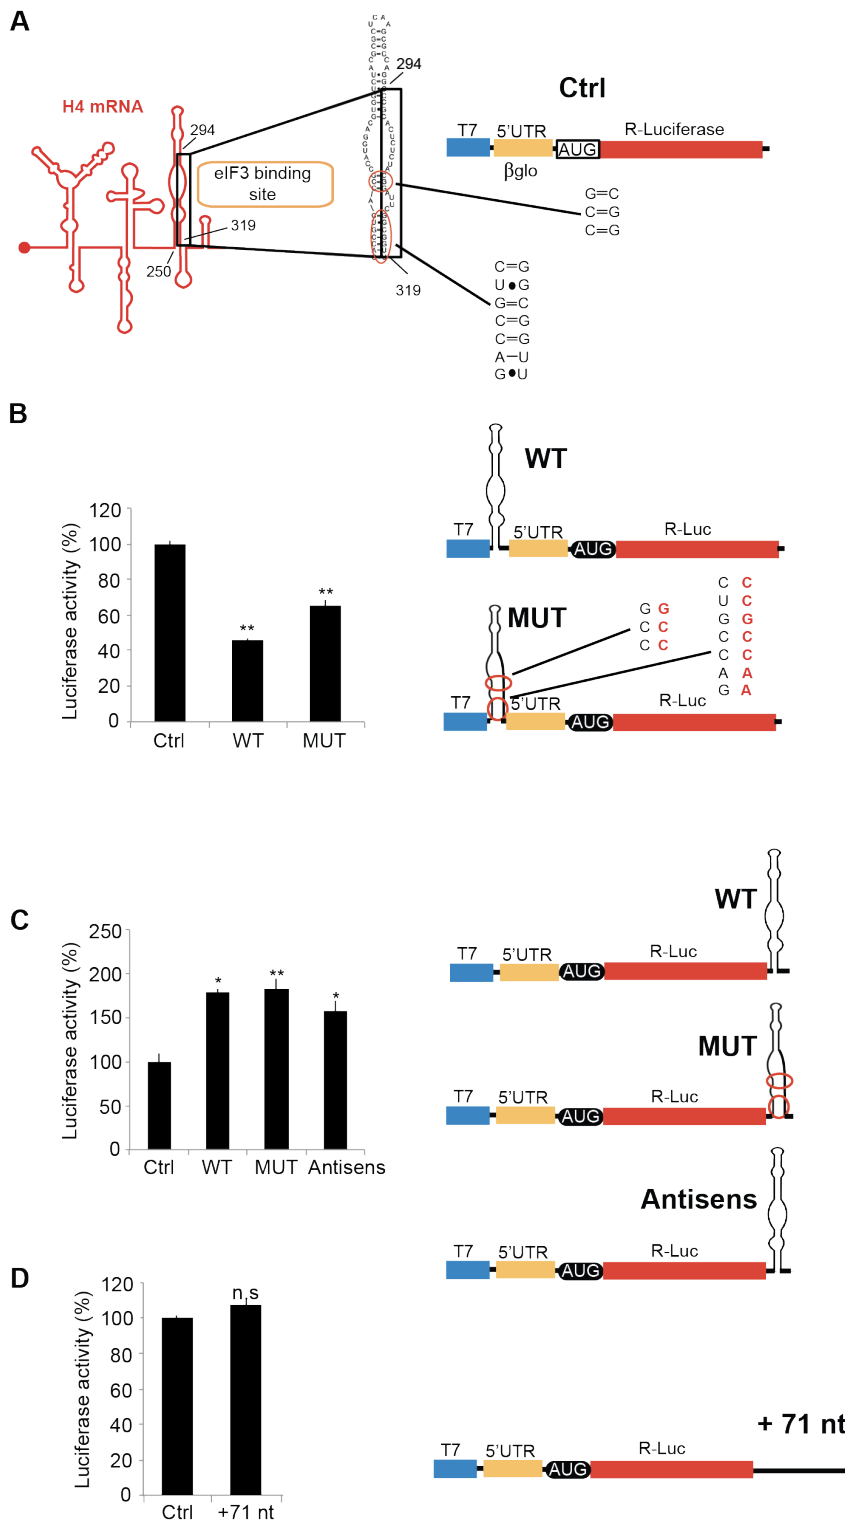 A
H4 mRNA
294
eIF3 binding
site
319
250
294
319
Ctrl
T7
5'UTR
AUG
R-Luciferase
βglo
G=C
C=G
C=G
C=G
U●G
G=C
C=G
C=G
A–U
G●U
B
Luciferase activity (%)
120
100
80
60
40
20
0
**
**
Ctrl
WT
MUT
WT
T7
5'UTR
AUG
R-Luc
MUT
G G
C C
C C
C C
U C
G G
C C
C C
A A
G A
T7
5'UTR
AUG
R-Luc
C
Luciferase activity (%)
250
200
150
100
50
0
*
**
*
Ctrl
WT
MUT
Antisens
WT
T7
5'UTR
AUG
R-Luc
MUT
T7
5'UTR
AUG
R-Luc
Antisens
T7
5'UTR
AUG
R-Luc
D
Luciferase activity (%)
120
100
80
60
40
20
0
n,s
Ctrl
+71 nt
+ 71 nt
T7
5'UTR
AUG
R-Luc